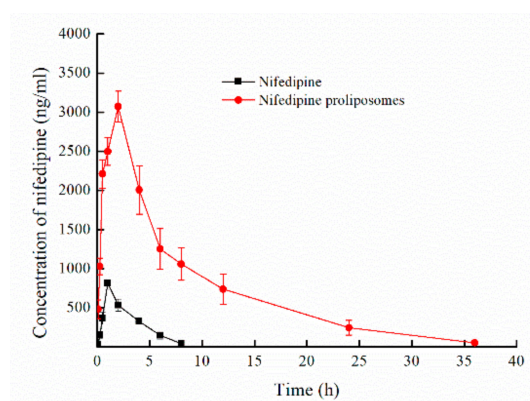 4000
3500
3000
2500
2000
1500
1000
500
Concentration of nifedipine (ng/ml)
Nifedipine
Nifedipine proliposomes
0 5 10 15 20 25 30 35 40
Time (h)